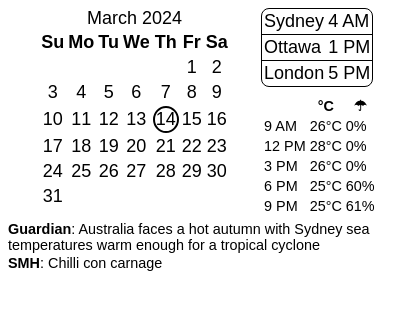 March 2024
Su Mo Tu We Th Fr Sa
1 2
3 4 5 6 7 8 9
10 11 12 13 14 15 16
17 18 19 20 21 22 23
24 25 26 27 28 29 30
31
Sydney 4 AM
Ottawa 1 PM
London 5 PM
°C ☂
9 AM 26°C 0%
12 PM 28°C 0%
3 PM 26°C 0%
6 PM 25°C 60%
9 PM 25°C 61%
Guardian: Australia faces a hot autumn with Sydney sea
temperatures warm enough for a tropical cyclone
SMH: Chilli con carnage